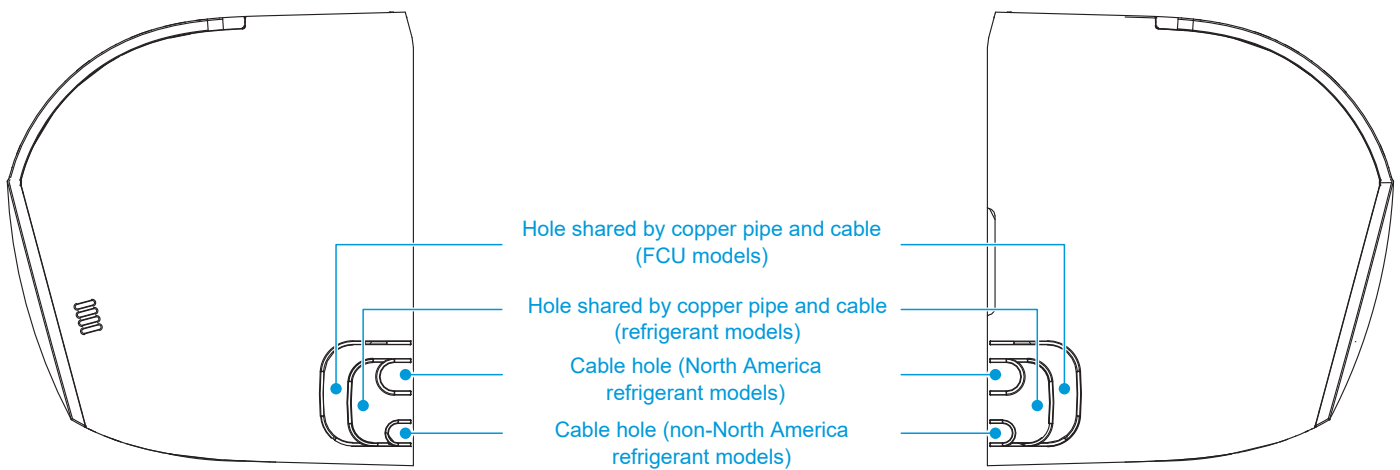 Hole shared by copper pipe and cable
(FCU models)
Hole shared by copper pipe and cable
(refrigerant models)
Cable hole (North America
refrigerant models)
Cable hole (non-North America
refrigerant models)